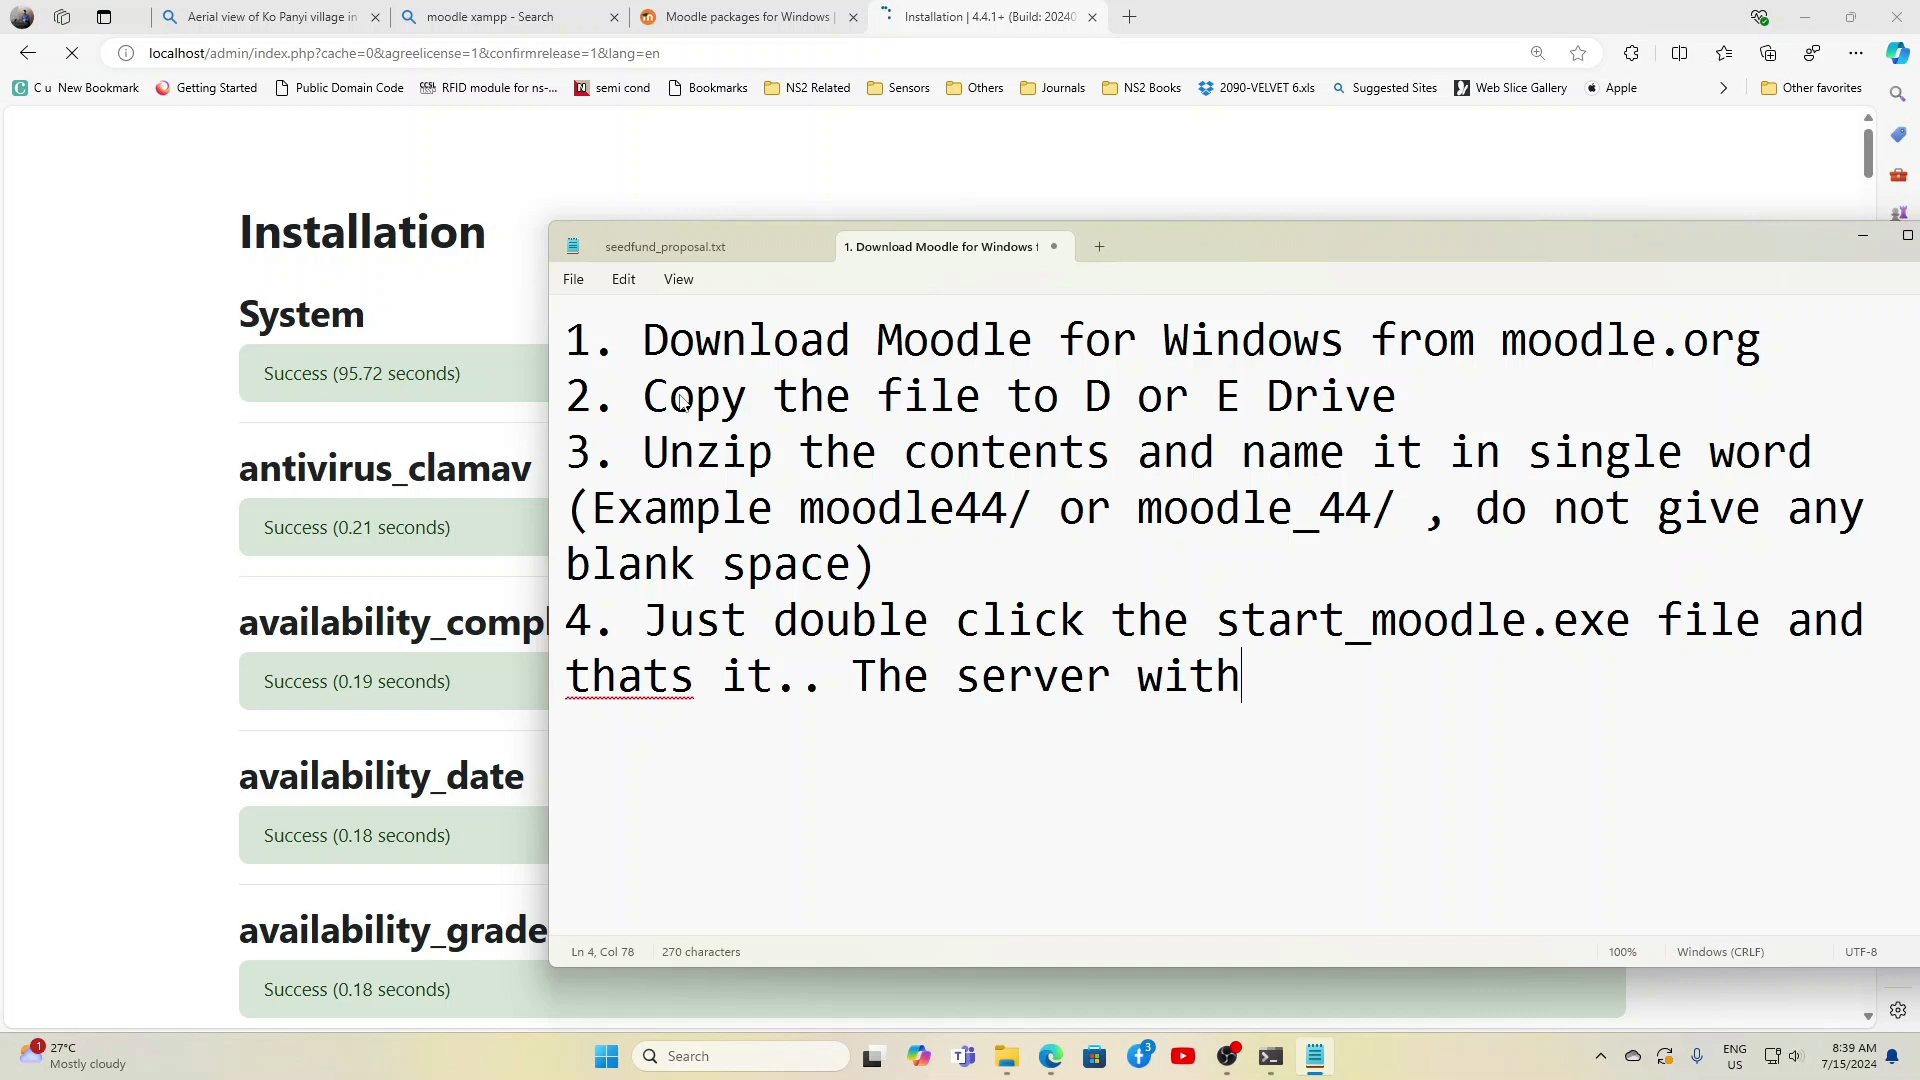 Aerial view of Ko Panyi village in
moodle xampp - Search
Moodle packages for Windows |
Installation | 4.4.1+ (Build: 20240
localhost/admin/index.php?cache=0&agreelicense=1&confirmrelease=1&lang=en
C u New Bookmark
Getting Started
Public Domain Code
RFID module for ns-...
semi cond
Bookmarks
NS2 Related
Sensors
Others
Journals
NS2 Books
2090-VELVET 6.xls
Suggested Sites
Web Slice Gallery
Apple
Other favorites
Installation
System
Success (95.72 seconds)
antivirus_clamav
Success (0.21 seconds)
availability_compl
Success (0.19 seconds)
availability_date
Success (0.18 seconds)
availability_grade
Success (0.18 seconds)
seedfund_proposal.txt
1. Download Moodle for Windows f
File Edit View
1. Download Moodle for Windows from moodle.org
2. Copy the file to D or E Drive
3. Unzip the contents and name it in single word
(Example moodle44/ or moodle_44/ , do not give any
blank space)
4. Just double click the start_moodle.exe file and
thats it.. The server with
Ln 4, Col 78
270 characters
100%
Windows (CRLF)
UTF-8
1
27°C
Mostly cloudy
Search
3
ENG
US
8:39 AM
7/15/2024